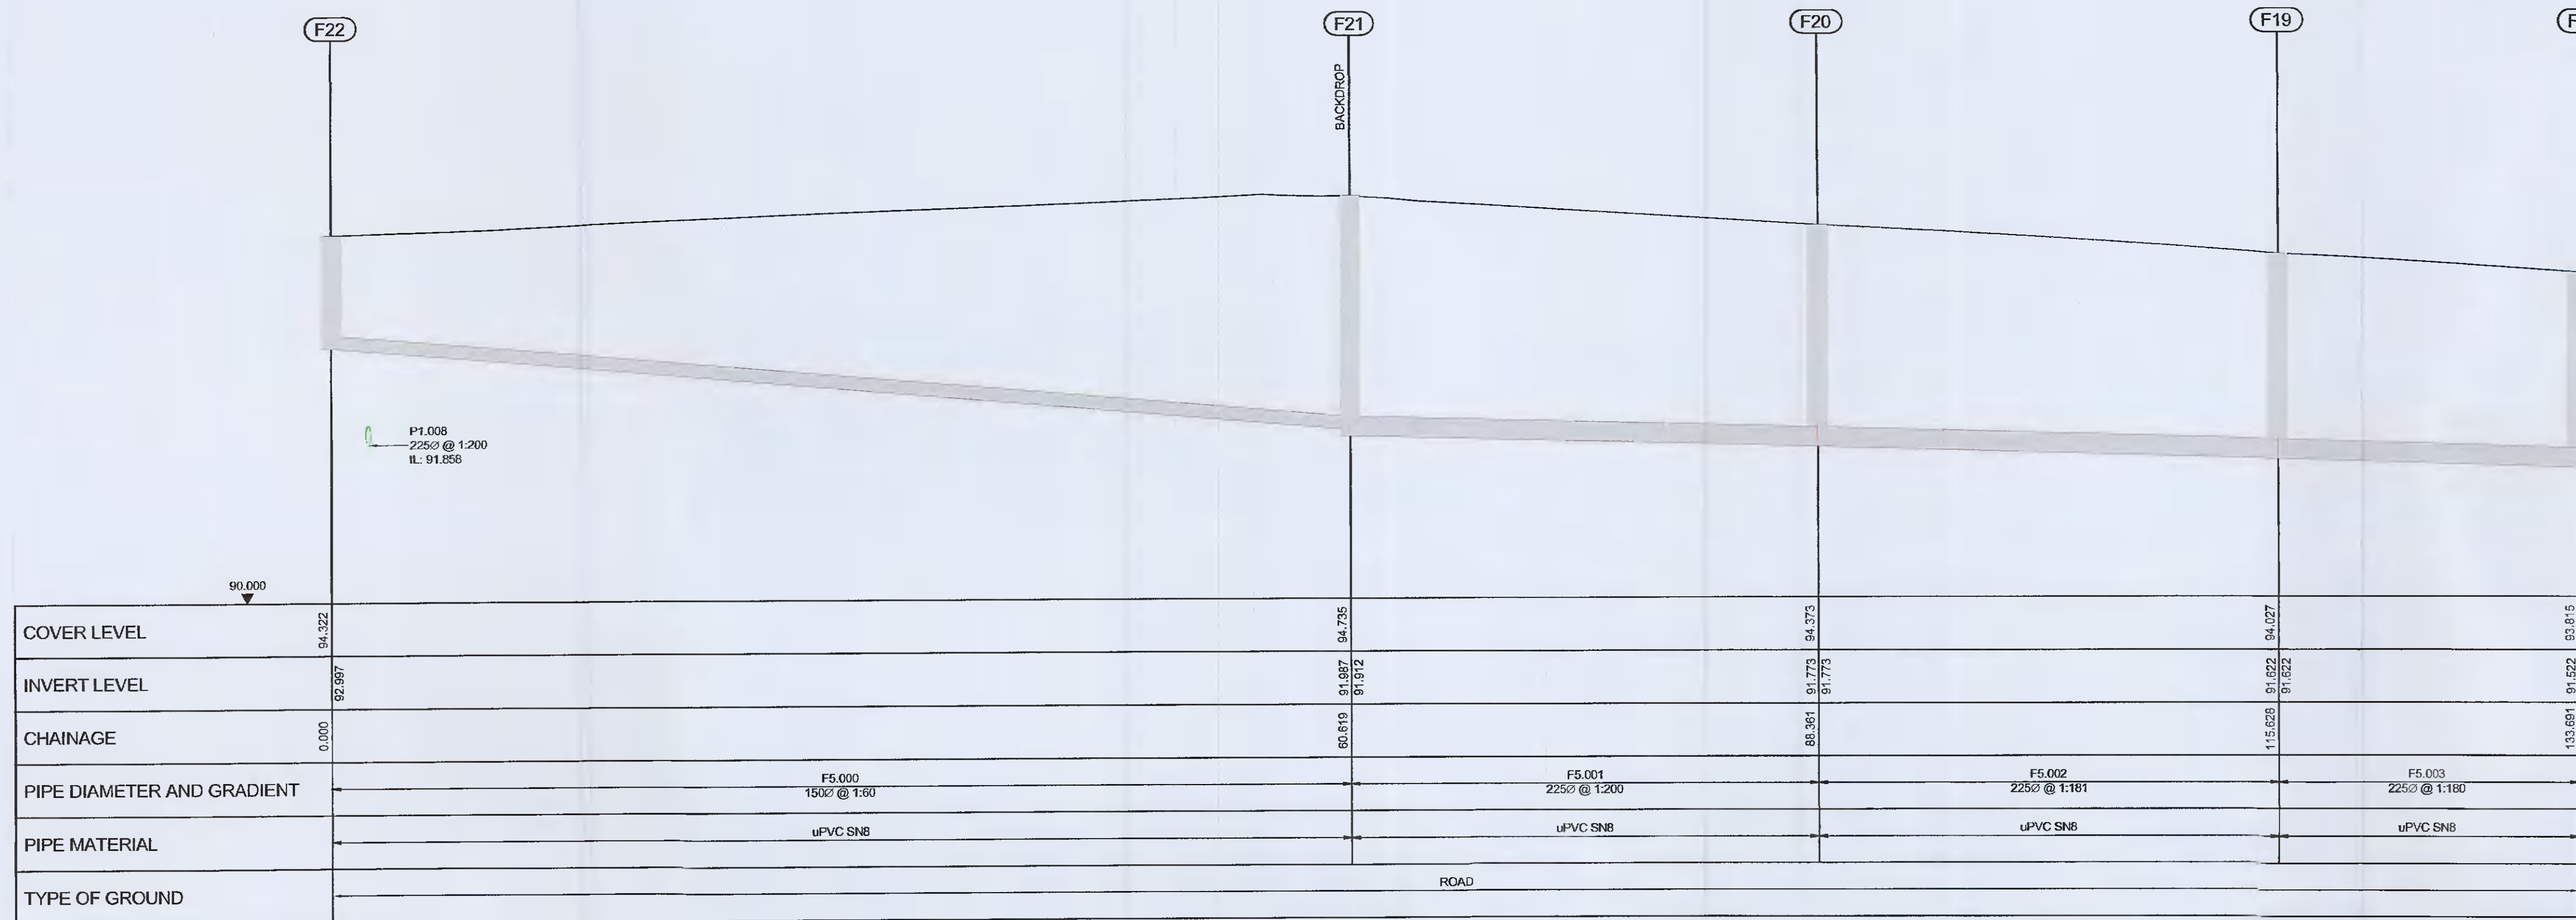 F22
F21
F20
F19
F
BACKDROP
P1.008
225Ø @ 1:200
IL: 91.858
90.000
COVER LEVEL
94.322
94.735
94.373
94.027
93.815
INVERT LEVEL
92.997
91.987
91.912
91.773
91.773
91.622
91.622
91.522
CHAINAGE
0.000
60.619
88.361
115.628
133.691
PIPE DIAMETER AND GRADIENT
F5.000
150Ø @ 1:60
F5.001
225Ø @ 1:200
F5.002
225Ø @ 1:181
F5.003
225Ø @ 1:180
PIPE MATERIAL
uPVC SN8
uPVC SN8
uPVC SN8
uPVC SN8
TYPE OF GROUND
ROAD